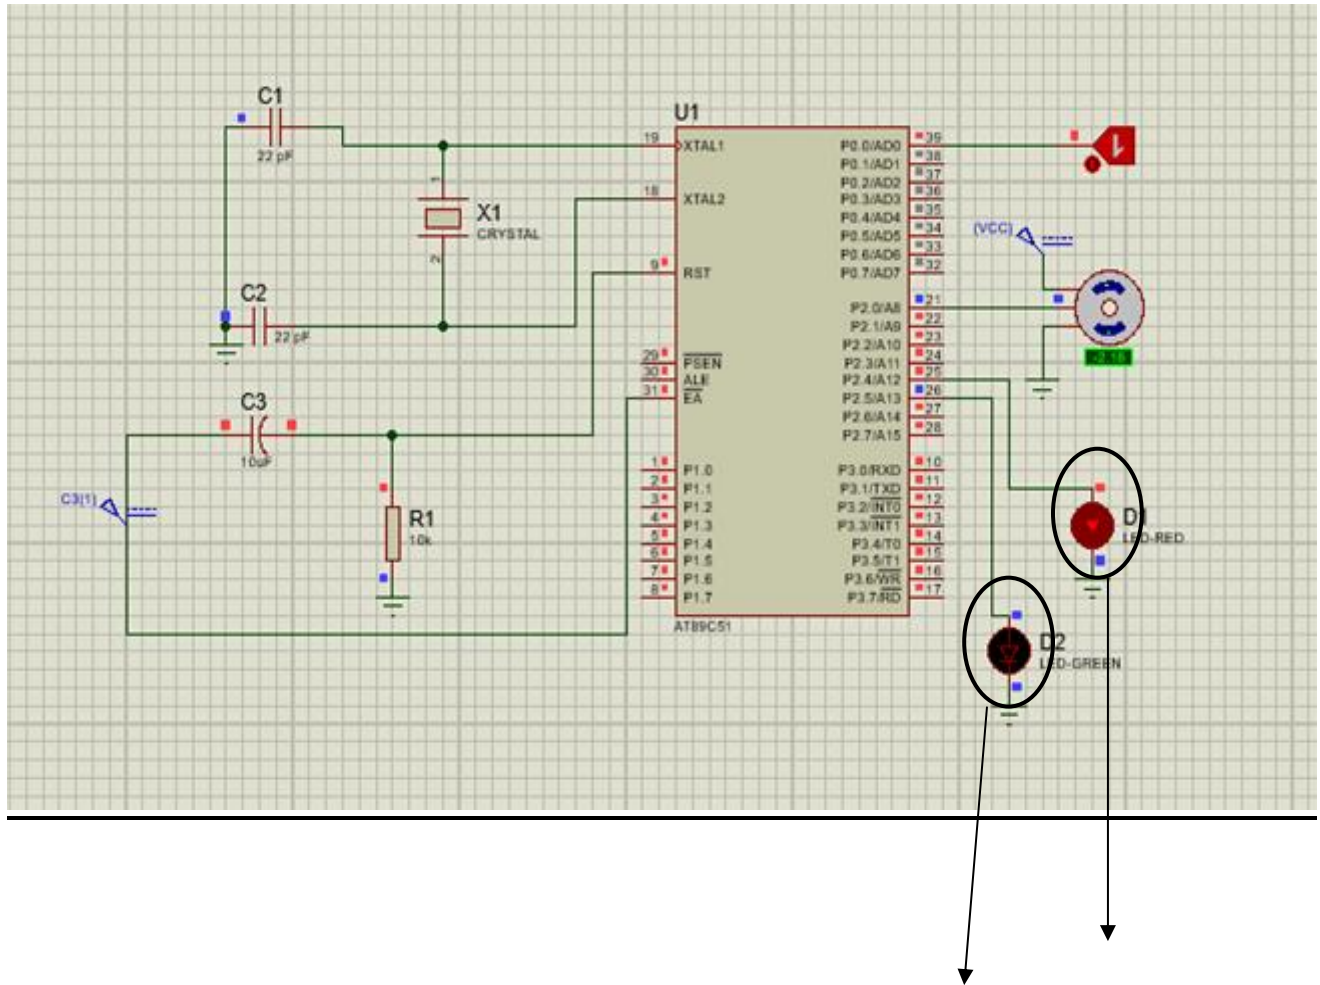 C1
22 pF
X1
CRYSTAL
1
2
C2
22 pF
C3
10uF
C3(1)
R1
10k
U1
19
XTAL1
18
XTAL2
9
RST
29
PSEN
30
ALE
31
EA
1
P1.0
2
P1.1
3
P1.2
4
P1.3
5
P1.4
6
P1.5
7
P1.6
8
P1.7
P0.0/AD0
39
P0.1/AD1
38
P0.2/AD2
37
P0.3/AD3
36
P0.4/AD4
35
P0.5/AD5
34
P0.6/AD6
33
P0.7/AD7
32
P2.0/A8
21
P2.1/A9
22
P2.2/A10
23
P2.3/A11
24
P2.4/A12
25
P2.5/A13
26
P2.6/A14
27
P2.7/A15
28
P3.0/RXD
10
P3.1/TXD
11
P3.2/INT0
12
P3.3/INT1
13
P3.4/T0
14
P3.5/T1
15
P3.6/WR
16
P3.7/RD
17
AT89C51
1
(VCC)
D1
LED-RED
D2
LED-GREEN